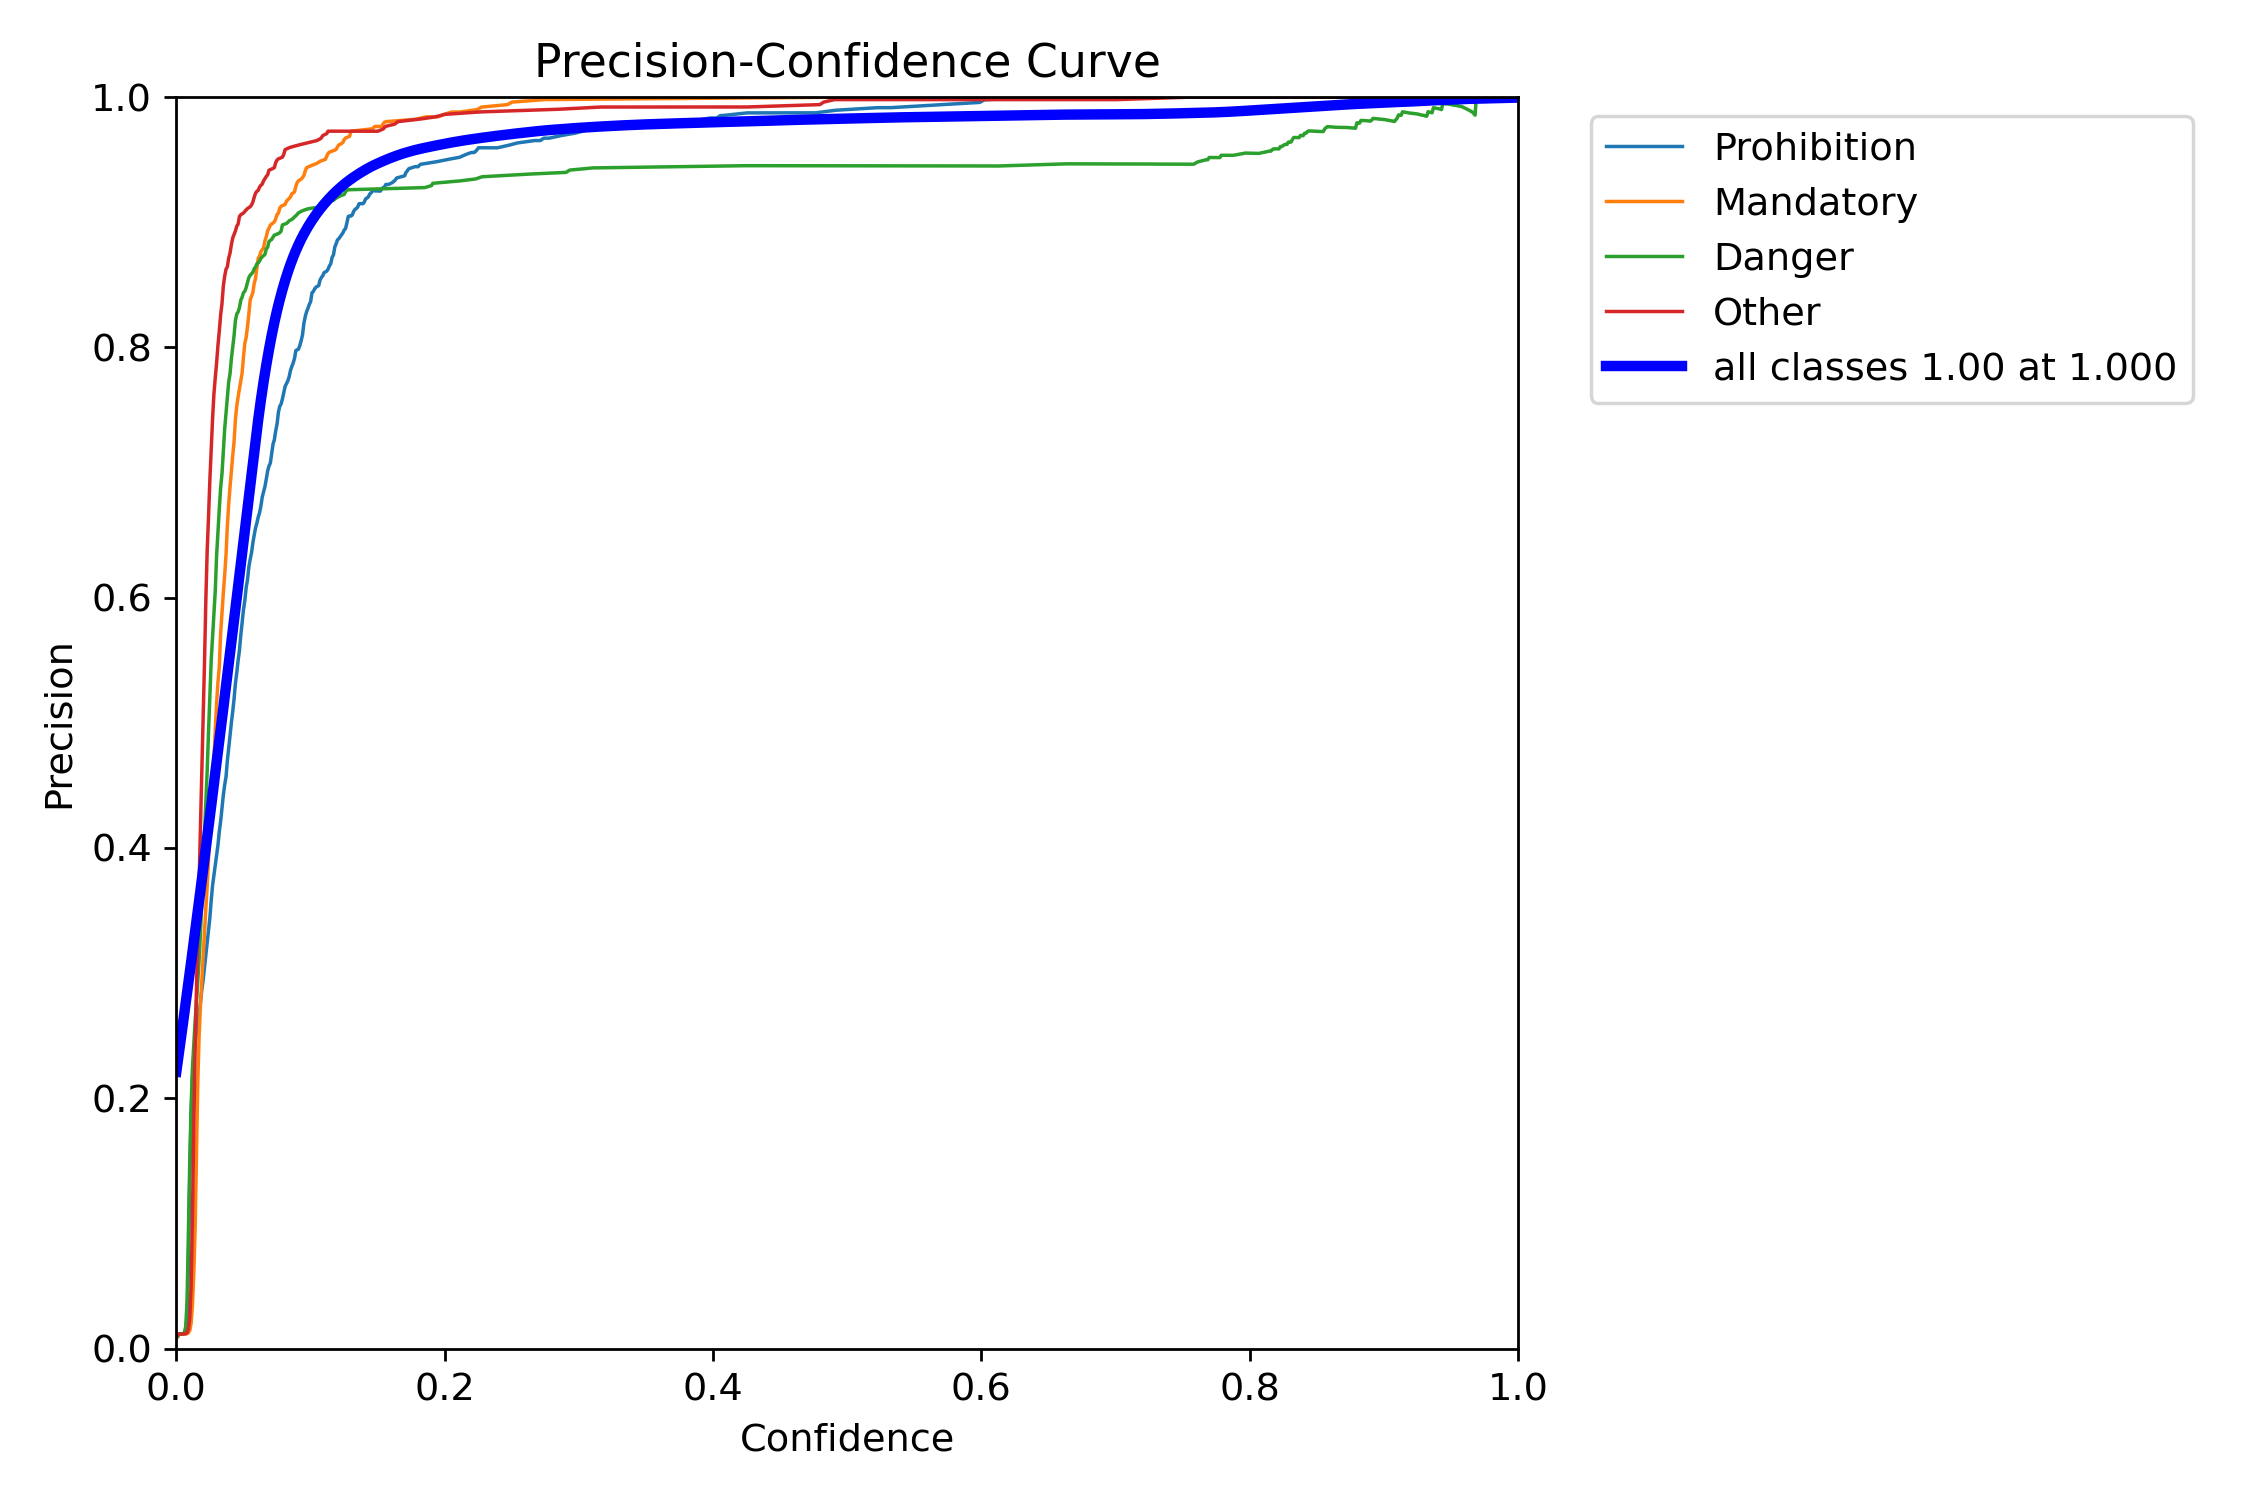 Precision-Confidence Curve
1.0
0.8
0.6
0.4
0.2
0.0
Precision
0.0 0.2 0.4 0.6 0.8 1.0
Confidence
Prohibition
Mandatory
Danger
Other
all classes 1.00 at 1.000